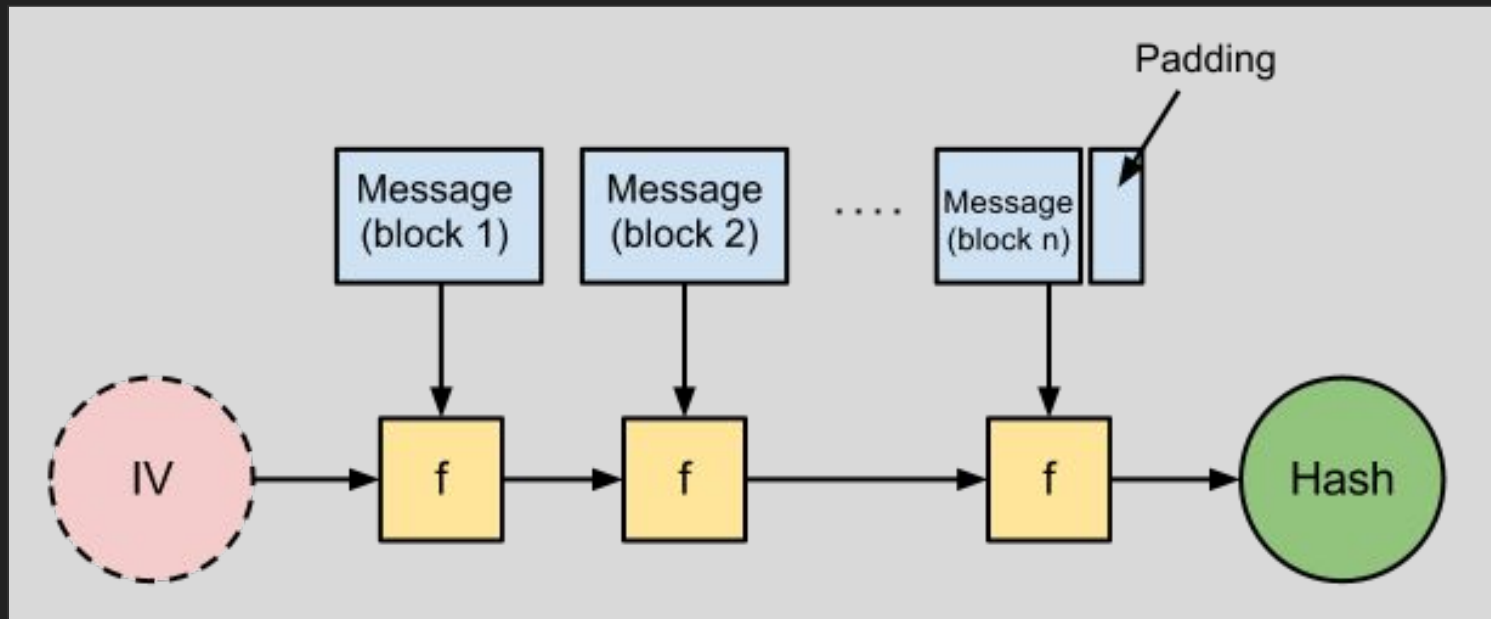 Padding
Message
(block 1)
Message
(block 2)
....
Message
(block n)
IV
f
f
f
Hash